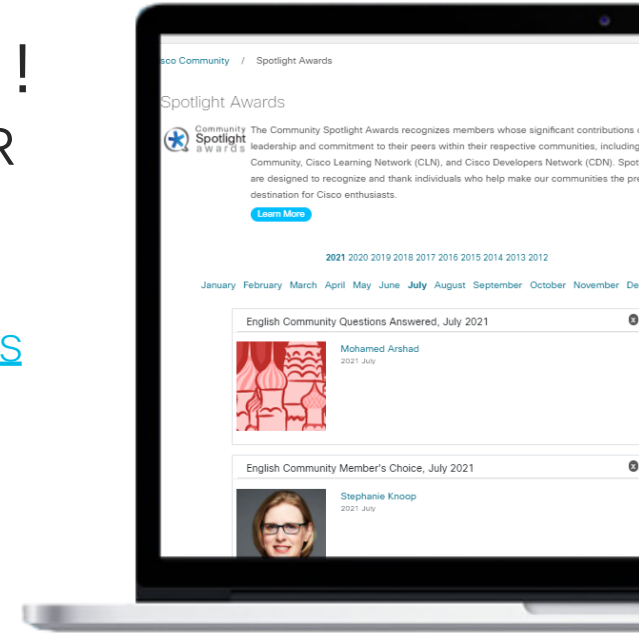 !
R
s
sco Community / Spotlight Awards
Spotlight Awards
Community
Spotlight
awards
The Community Spotlight Awards recognizes members whose significant contributions
leadership and commitment to their peers within their respective communities, including
Community, Cisco Learning Network (CLN), and Cisco Developers Network (CDN). Spot
are designed to recognize and thank individuals who help make our communities the pre
destination for Cisco enthusiasts.
Learn More
2021 2020 2019 2018 2017 2016 2015 2014 2013 2012
January February March April May June July August September October November De
English Community Questions Answered, July 2021
x
Mohamed Arshad
2021 July
English Community Member's Choice, July 2021
x
Stephanie Knoop
2021 July